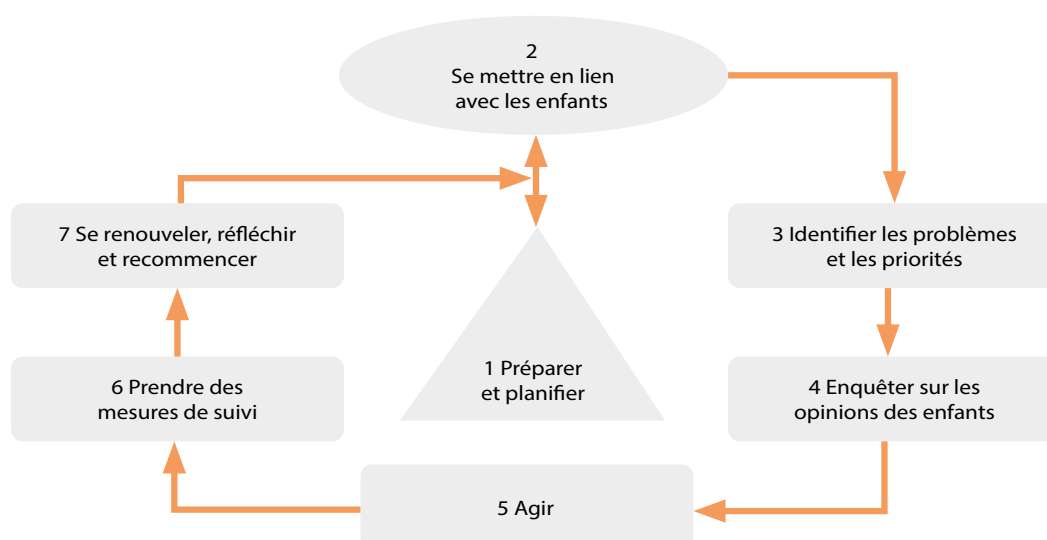 2
Se mettre en lien
avec les enfants
7 Se renouveler, réfléchir
et recommencer
3 Identifier les problèmes
et les priorités
1 Préparer
et planifier
6 Prendre des
mesures de suivi
4 Enquêter sur les
opinions des enfants
5 Agir